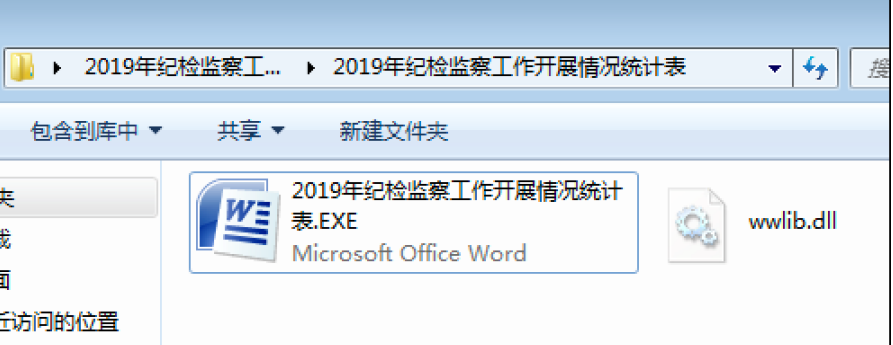 2019年纪检监察工... 2019年纪检监察工作开展情况统计表 搜
包含到库中 共享 新建文件夹
夹
2019年纪检监察工作开展情况统计
表.EXE
Microsoft Office Word
wwlib.dll
载
面
近访问的位置